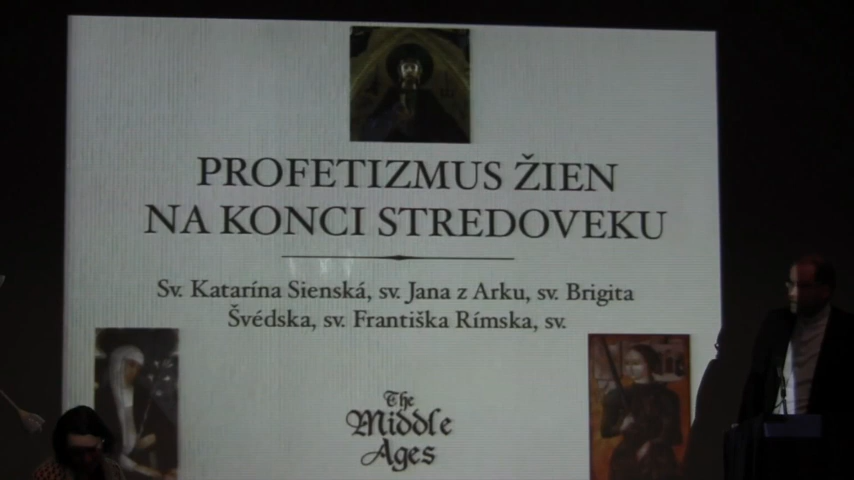 PROFETIZMUS ŽIEN
NA KONCI STREDOVEKU
Sv. Katarína Sienská, sv. Jana z Arku, sv. Brigita
Švédska, sv. Františka Rímska, sv.
The
Middle
Ages